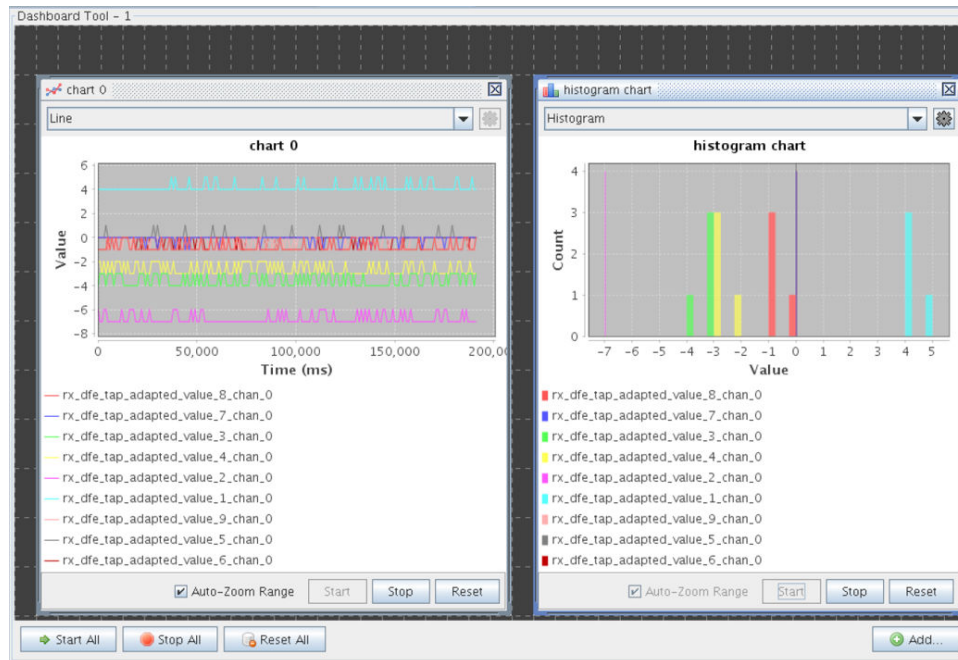 Dashboard Tool - 1
chart 0
Line
chart 0
Value
6
4
2
0
-2
-4
-6
-8
0 50,000 100,000 150,000 200,0
Time (ms)
rx_dfe_tap_adapted_value_8_chan_0
rx_dfe_tap_adapted_value_7_chan_0
rx_dfe_tap_adapted_value_3_chan_0
rx_dfe_tap_adapted_value_4_chan_0
rx_dfe_tap_adapted_value_2_chan_0
rx_dfe_tap_adapted_value_1_chan_0
rx_dfe_tap_adapted_value_9_chan_0
rx_dfe_tap_adapted_value_5_chan_0
rx_dfe_tap_adapted_value_6_chan_0
Auto-Zoom Range Start Stop Reset
histogram chart
Histogram
histogram chart
Count
4
3
2
1
0
-7 -6 -5 -4 -3 -2 -1 0 1 2 3 4 5
Value
rx_dfe_tap_adapted_value_8_chan_0
rx_dfe_tap_adapted_value_7_chan_0
rx_dfe_tap_adapted_value_3_chan_0
rx_dfe_tap_adapted_value_4_chan_0
rx_dfe_tap_adapted_value_2_chan_0
rx_dfe_tap_adapted_value_1_chan_0
rx_dfe_tap_adapted_value_9_chan_0
rx_dfe_tap_adapted_value_5_chan_0
rx_dfe_tap_adapted_value_6_chan_0
Auto-Zoom Range Start Stop Reset
Start All Stop All Reset All Add...